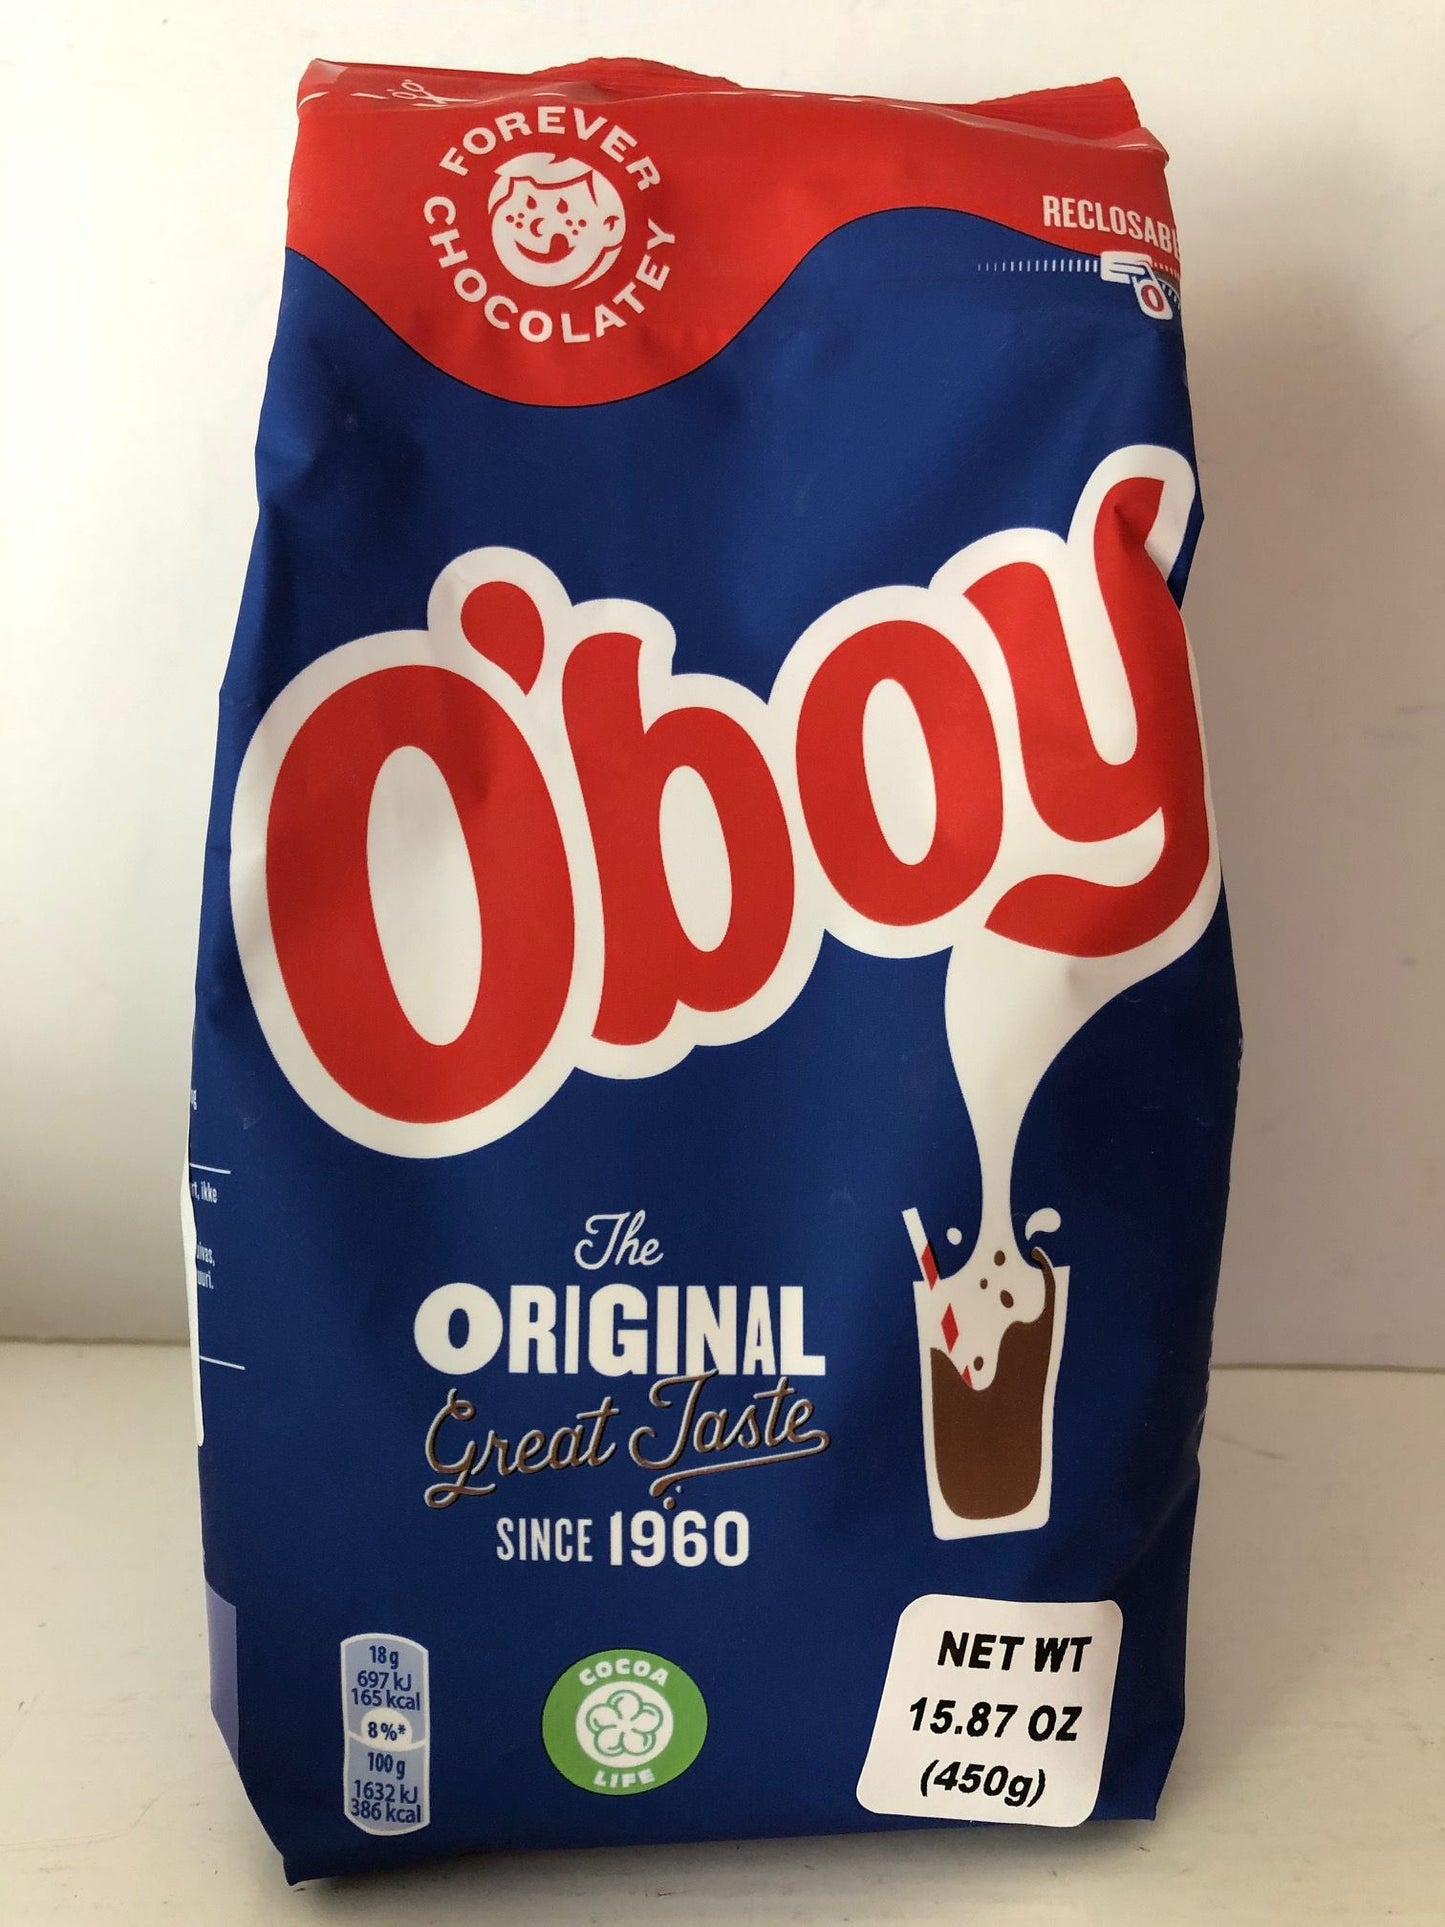 FOREVER
CHOCOLATEY
O
O'boy
The
ORIGINAL
Great Taste
SINCE 1960
ikke
18g
697 kJ
165 kcal
8%*
100g
1632 kJ
386 kcal
COCOA
LIFE
NET WT
15.87 OZ
(450g)